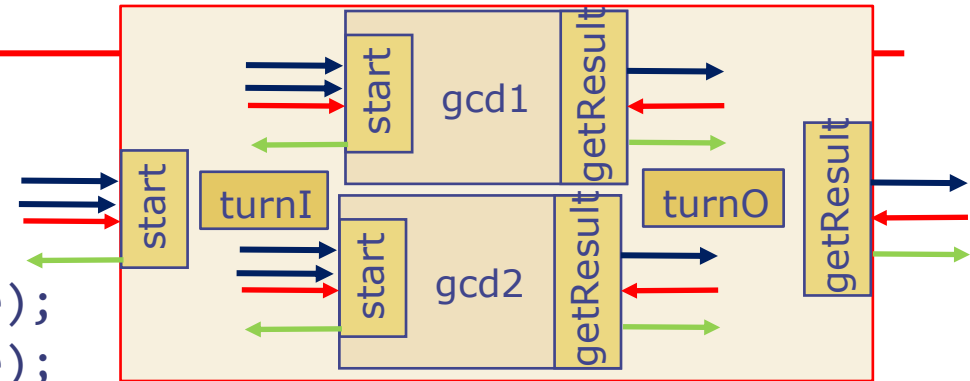 start
gcd1
getResult
start
turnI
turnO
getResult
start
gcd2
getResult
);
);